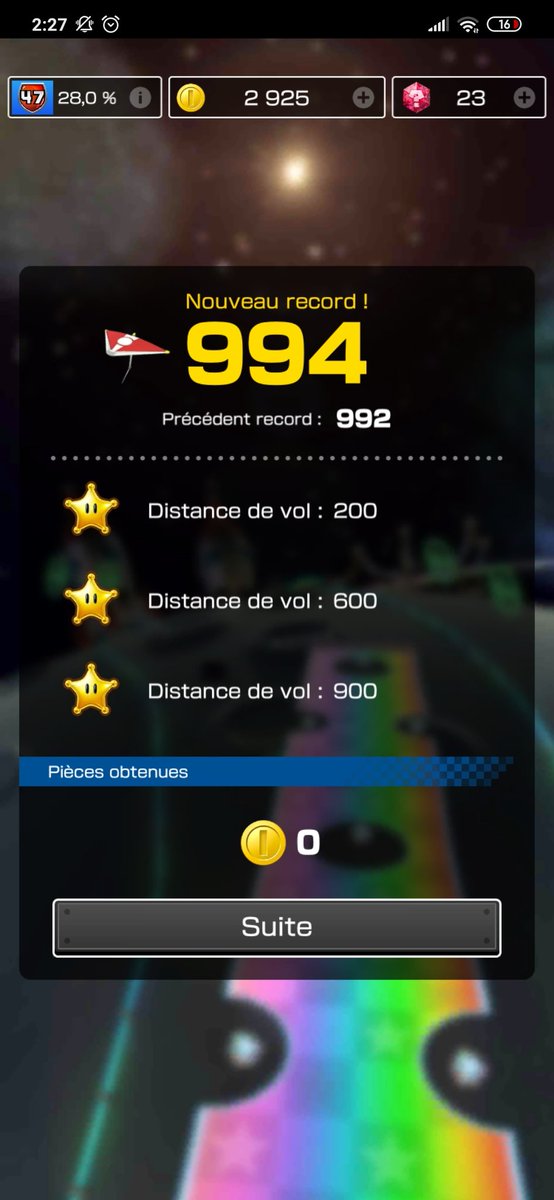 2:27
16
47 28,0 %
2 925
23
Nouveau record !
994
Précédent record : 992
Distance de vol : 200
Distance de vol : 600
Distance de vol : 900
Pièces obtenues
0
Suite